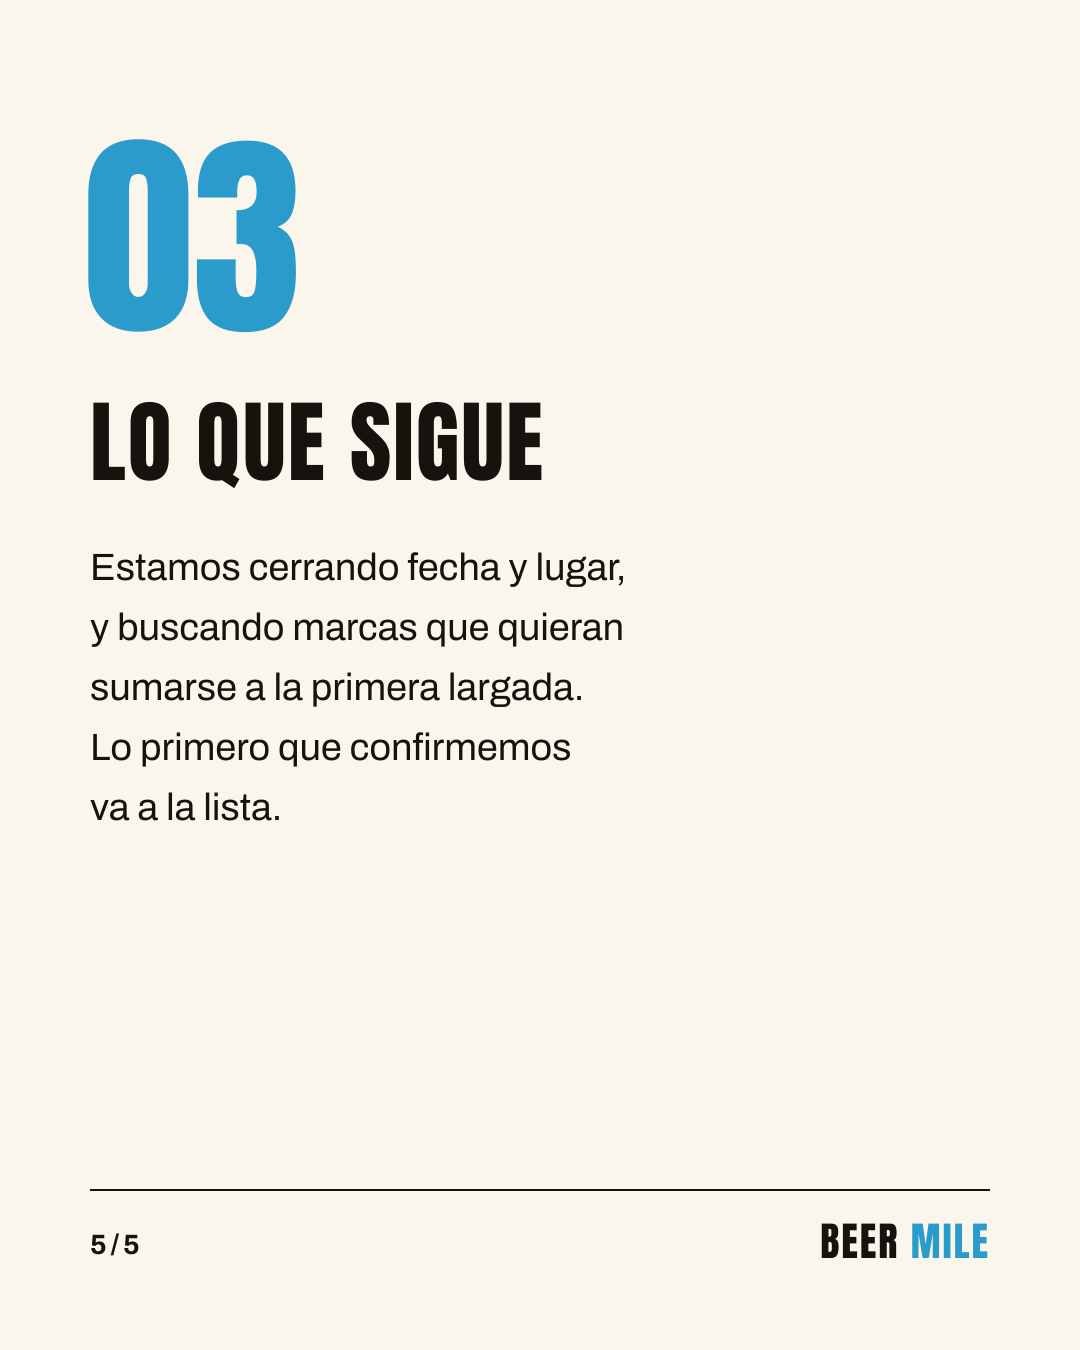 03
LO QUE SIGUE
Estamos cerrando fecha y lugar,
y buscando marcas que quieran
sumarse a la primera largada.
Lo primero que confirmemos
va a la lista.
5/5
BEER MILE